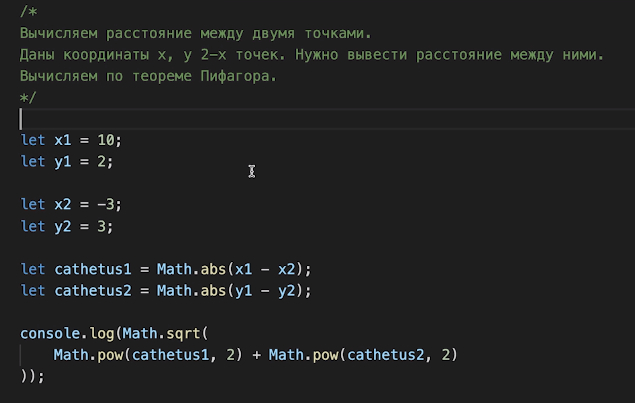 /*
Вычисляем расстояние между двумя точками.
Даны координаты x, y 2-х точек. Нужно вывести расстояние между ними.
Вычисляем по теореме Пифагора.
*/
let x1 = 10;
let y1 = 2;
let x2 = -3;
let y2 = 3;
let cathetus1 = Math.abs(x1 - x2);
let cathetus2 = Math.abs(y1 - y2);
console.log(Math.sqrt(
Math.pow(cathetus1, 2) + Math.pow(cathetus2, 2)
));